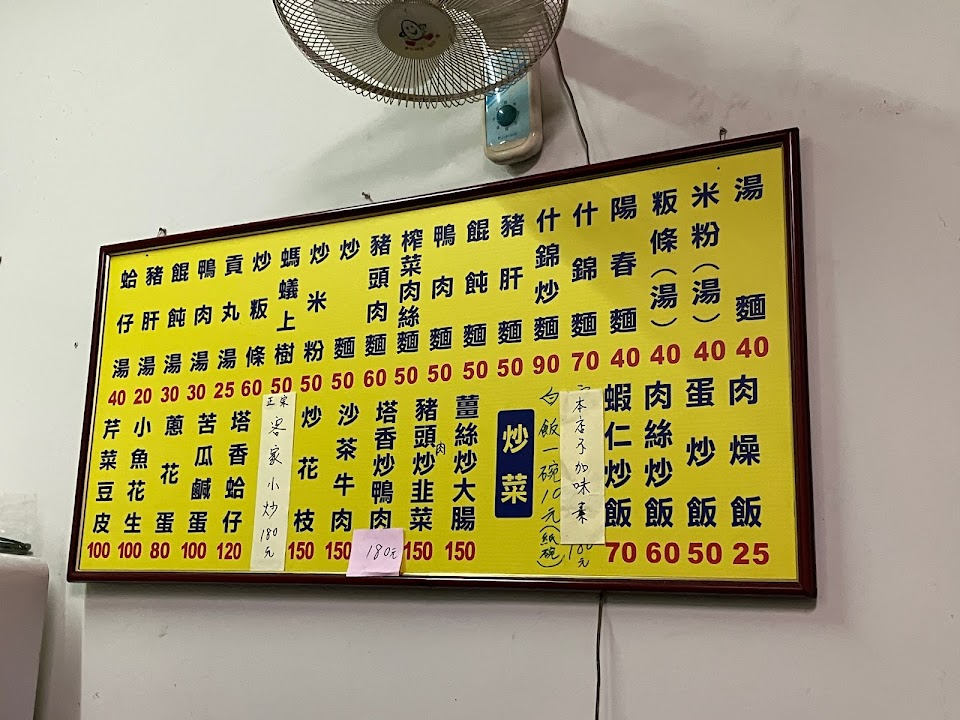 湯麵 40
米粉(湯) 40
粄條(湯) 40
陽春麵 40
什錦麵 70
什錦炒麵 90
豬肝麵 50
餛飩麵 50
鴨肉麵 50
榨菜肉絲麵 50
豬頭肉麵 60
炒麵 50
炒米粉 50
螞蟻上樹 50
炒粄條 60
貢丸湯 25
鴨肉湯 30
餛飩湯 30
豬肝湯 20
蛤仔湯 40
肉燥飯 25
蛋炒飯 50
肉絲炒飯 60
蝦仁炒飯 70
本店不加味素
180元
白飯一碗10元(紙碗)
炒菜
薑絲炒大腸 150
豬頭肉炒韭菜 150
塔香炒鴨肉 180元
沙茶牛肉 150
炒花枝 150
正宗客家小炒 180元
塔香蛤仔 120
苦瓜鹹蛋 100
蔥花蛋 80
小魚花生 100
芹菜豆皮 100